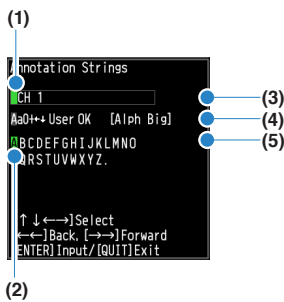 (1)
Annotation Strings
CH 1
(3)
Aa0↕↔User OK [Alph Big]
(4)
ABCDEFGHIJKLMNO
(5)
QRSTUVWXYZ.
↑↓←→]Select
←←]Back, [→→]Forward
ENTER]Input/[QUIT]Exit
(2)